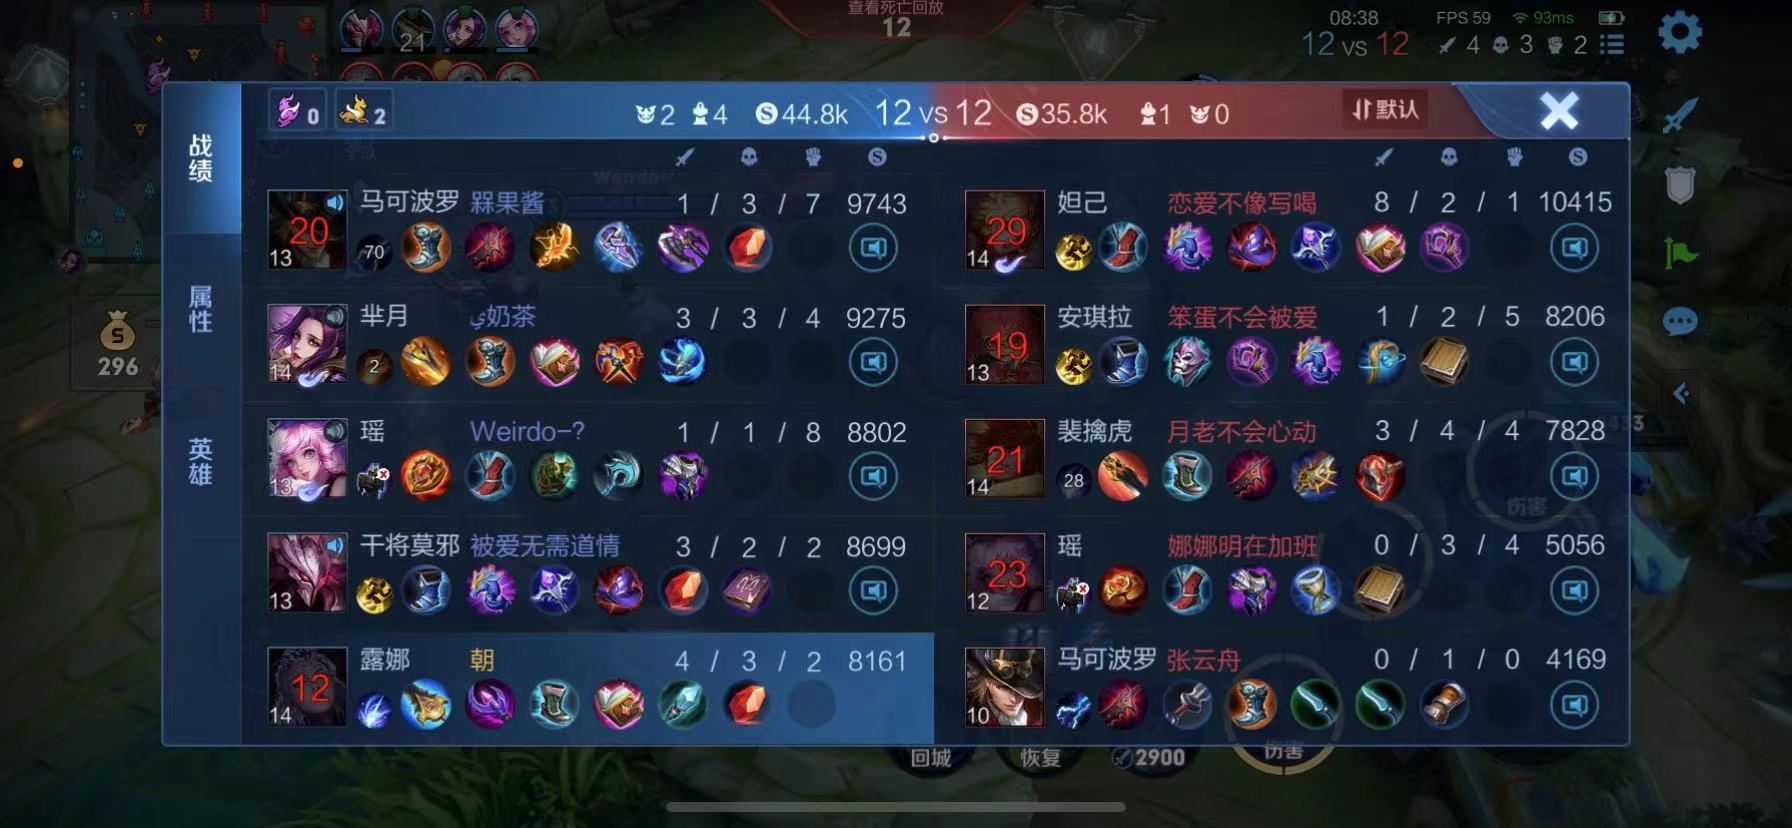 查看死亡回放
12
08:38 FPS 59 93ms
12 vs 12 4 3 2
21
0 2
2 4 44.8k 12 vs 12 35.8k 1 0
默认
战绩
属性
英雄
296
20
13
马可波罗 槑果酱 1 / 3 / 7 9743
70
14
芈月 ي奶茶 3 / 3 / 4 9275
2
13
瑶 Weirdo-? 1 / 1 / 8 8802
13
干将莫邪 被爱无需道情 3 / 2 / 2 8699
12
14
露娜 朝 4 / 3 / 2 8161
29
14
妲己 恋爱不像写喝 8 / 2 / 1 10415
19
13
安琪拉 笨蛋不会被爱 1 / 2 / 5 8206
21
14
裴擒虎 月老不会心动 3 / 4 / 4 7828
28
23
12
瑶 娜娜明在加班 0 / 3 / 4 5056
10
马可波罗 张云舟 0 / 1 / 0 4169
伤害
回城 恢复 2900 伤害